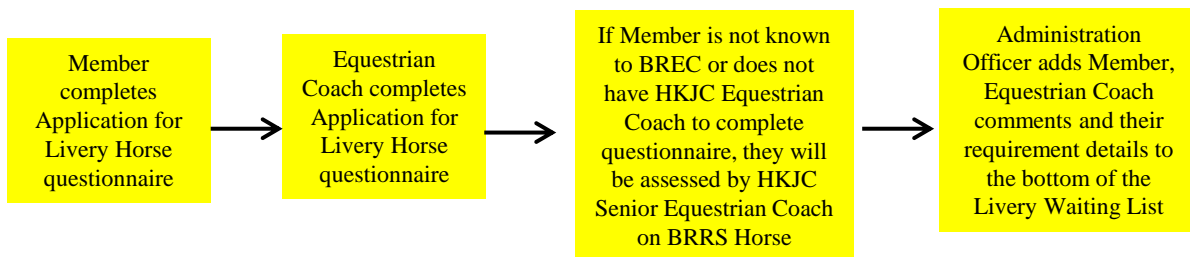 Member
completes
Application for
Livery Horse
questionnaire
Equestrian
Coach completes
Application for
Livery Horse
questionnaire
If Member is not known
to BREC or does not
have HKJC Equestrian
Coach to complete
questionnaire, they will
be assessed by HKJC
Senior Equestrian Coach
on BRRS Horse
Administration
Officer adds Member,
Equestrian Coach
comments and their
requirement details to
the bottom of the
Livery Waiting List